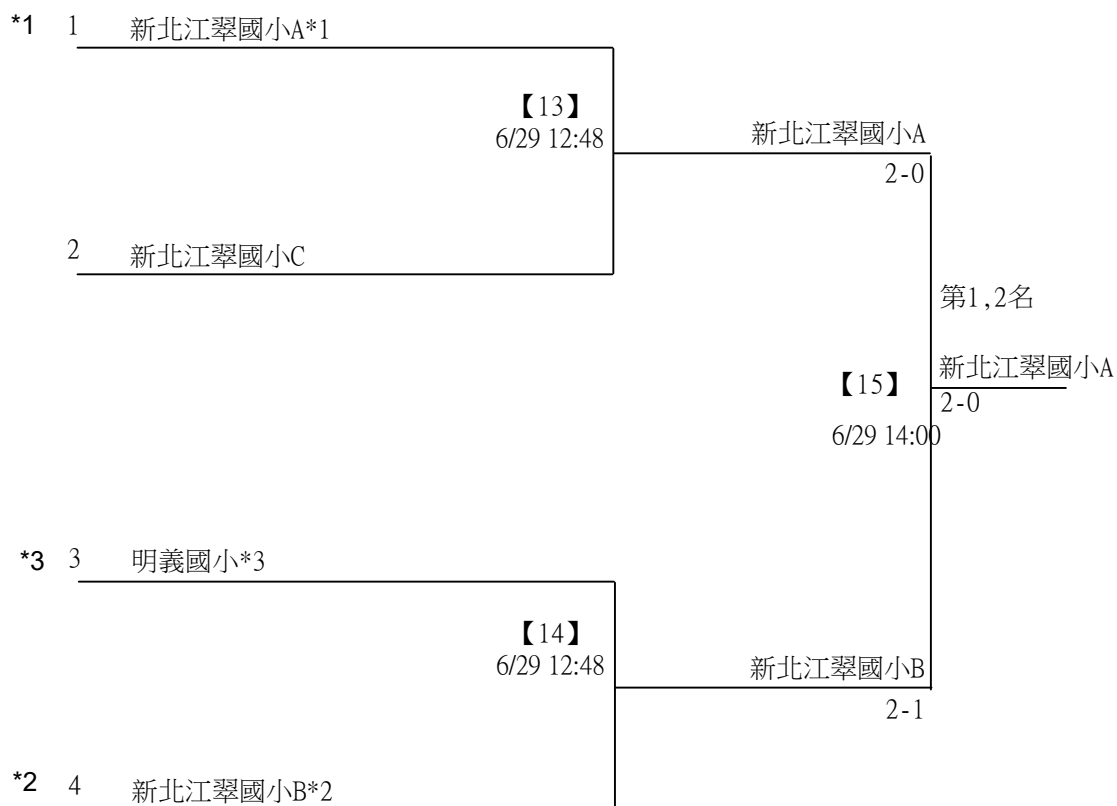 *1 1 新北江翠國小A*1
【13】
6/29 12:48
新北江翠國小A
2-0
2 新北江翠國小C
第1,2名
新北江翠國小A
【15】
2-0
6/29 14:00
*3 3 明義國小*3
【14】
6/29 12:48
新北江翠國小B
2-1
*2 4 新北江翠國小B*2